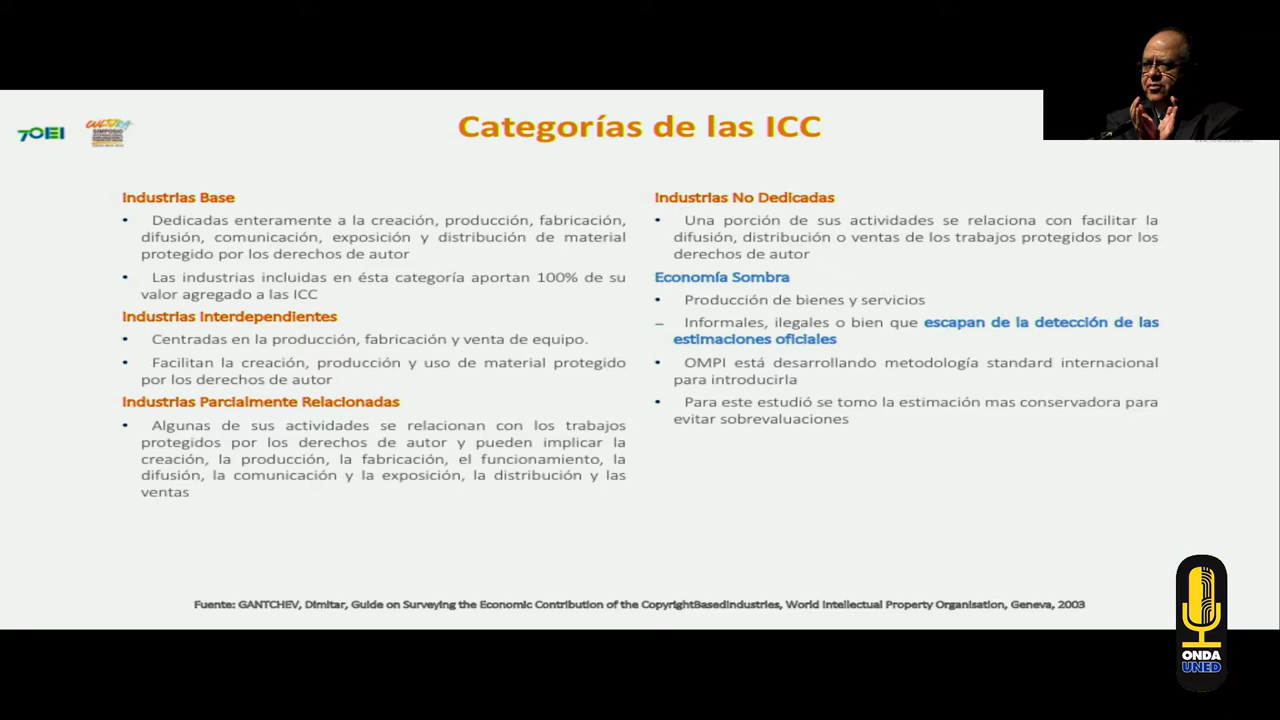 7OEI
CULTURA
SIMPOSIO
Categorías de las ICC
Industrias Base
• Dedicadas enteramente a la creación, producción, fabricación,
difusión, comunicación, exposición y distribución de material
protegido por los derechos de autor
• Las industrias incluidas en ésta categoría aportan 100% de su
valor agregado a las ICC
Industrias Interdependientes
• Centradas en la producción, fabricación y venta de equipo.
• Facilitan la creación, producción y uso de material protegido
por los derechos de autor
Industrias Parcialmente Relacionadas
• Algunas de sus actividades se relacionan con los trabajos
protegidos por los derechos de autor y pueden implicar la
creación, la producción, la fabricación, el funcionamiento, la
difusión, la comunicación y la exposición, la distribución y las
ventas
Industrias No Dedicadas
• Una porción de sus actividades se relaciona con facilitar la
difusión, distribución o ventas de los trabajos protegidos por los
derechos de autor
Economía Sombra
• Producción de bienes y servicios
– Informales, ilegales o bien que escapan de la detección de las
estimaciones oficiales
• OMPI está desarrollando metodología standard internacional
para introducirla
• Para este estudió se tomo la estimación mas conservadora para
evitar sobrevaluaciones
Fuente: GANTCHEV, Dimitar, Guide on Surveying the Economic Contribution of the CopyrightBasedIndustries, World Intellectual Property Organisation, Geneva, 2003
ONDA
UNED